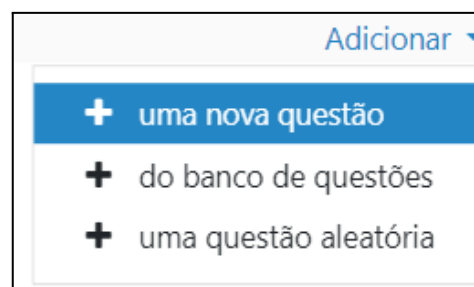 Adicionar
uma nova questão
do banco de questões
uma questão aleatória